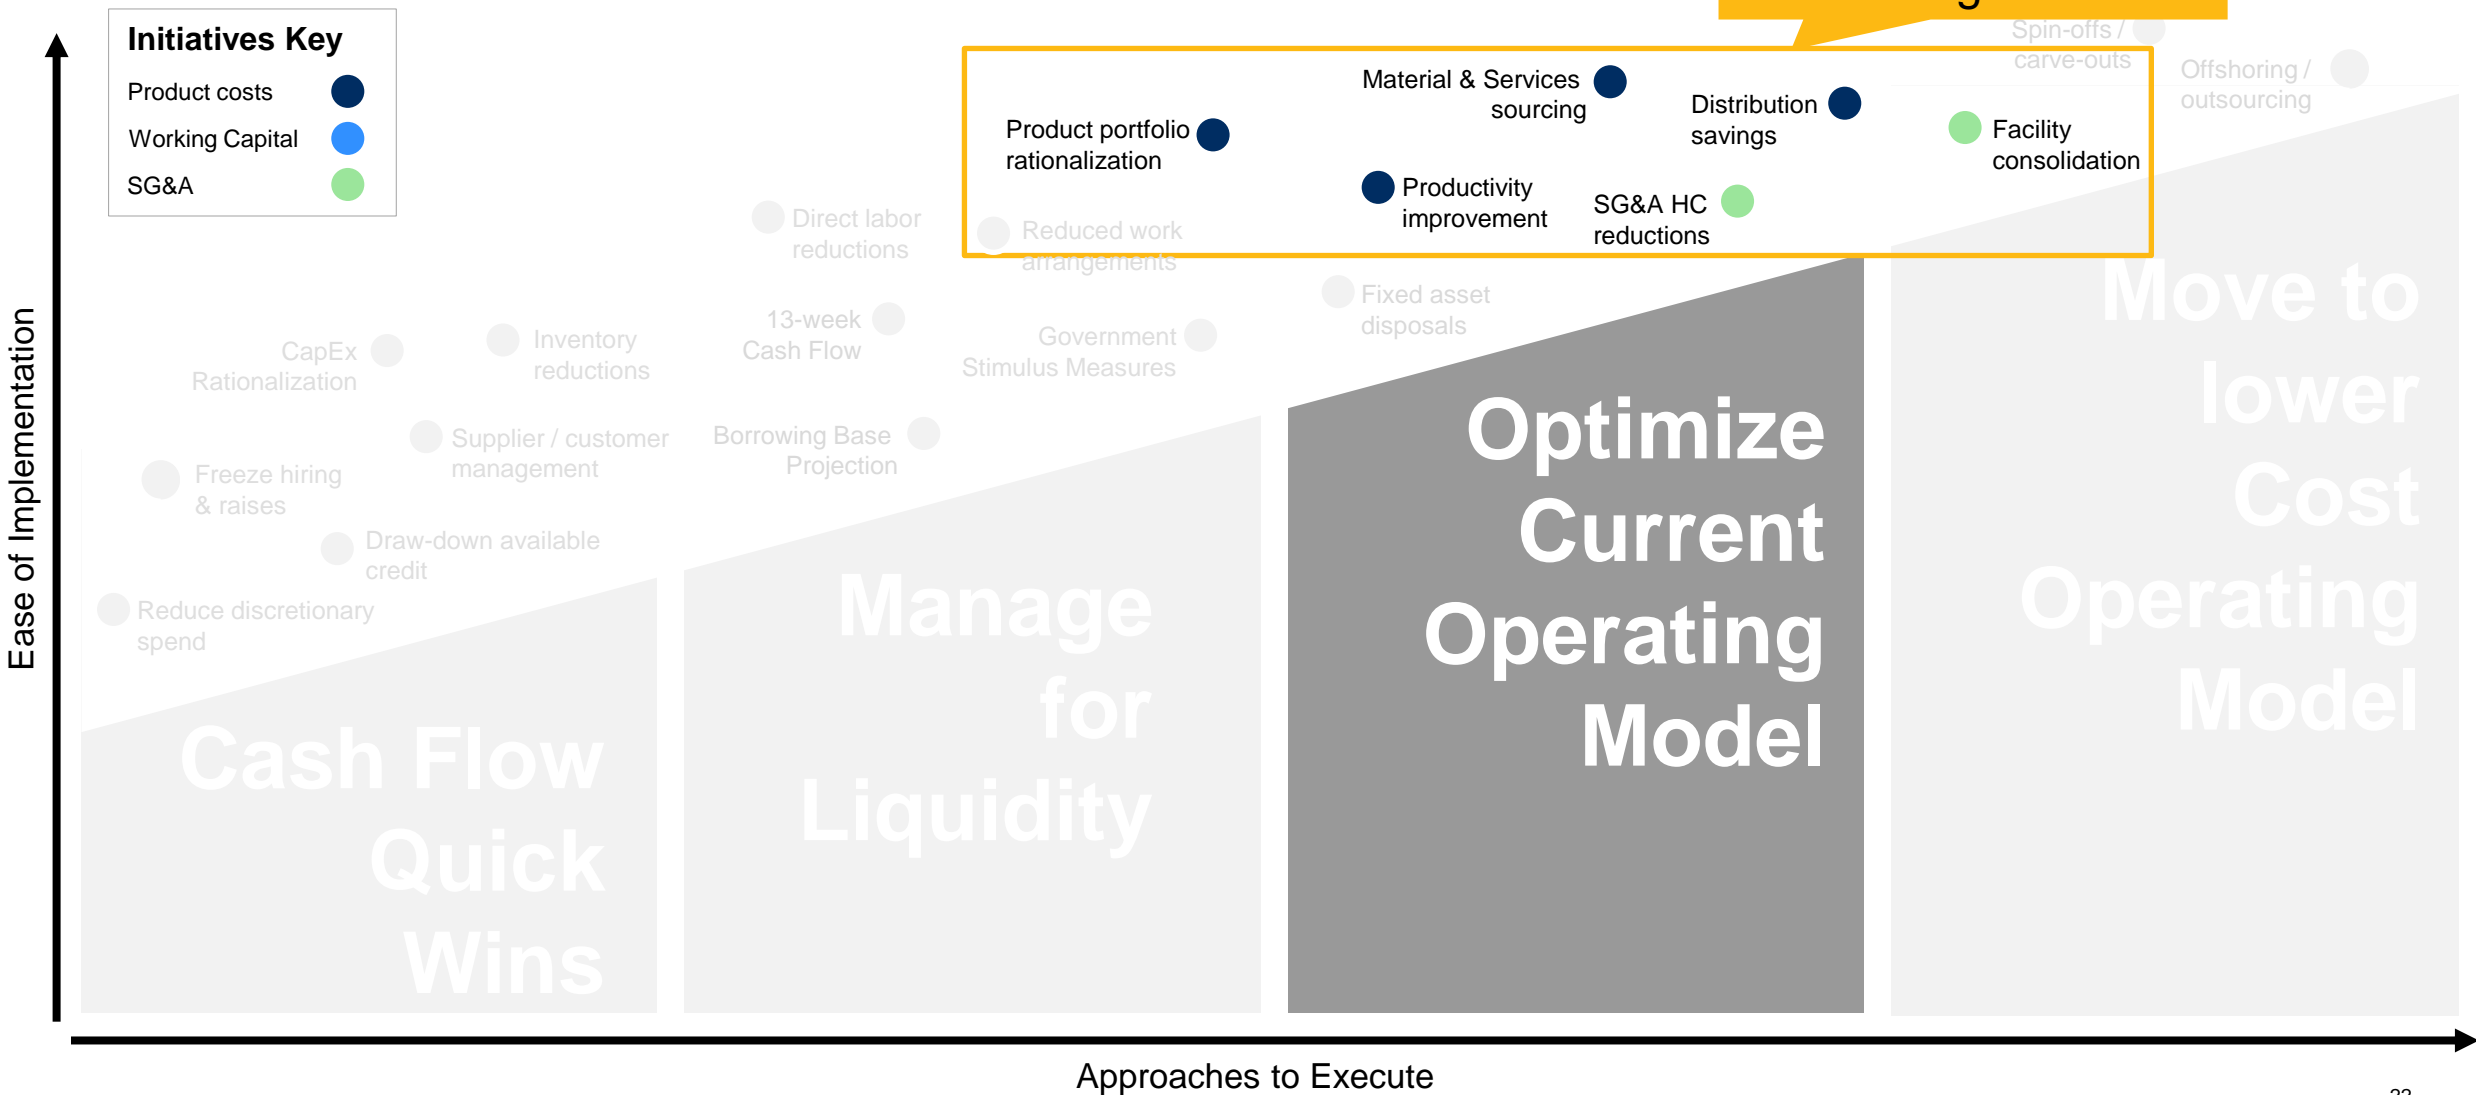 Initiatives Key
Product costs
Working Capital
SG&A
Spin-offs /
carve-outs
Offshoring /
outsourcing
Material & Services
sourcing
Distribution
savings
Product portfolio
rationalization
Facility
consolidation
Productivity
improvement
SG&A HC
reductions
Direct labor
reductions
Reduced work
arrangements
Fixed asset
disposals
13-week
Cash Flow
Government
Stimulus Measures
CapEx
Rationalization
Inventory
reductions
Supplier / customer
management
Borrowing Base
Projection
Freeze hiring
& raises
Draw-down available
credit
Reduce discretionary
spend
Ease of Implementation
Cash Flow
Quick
Wins
Manage
for
Liquidity
Optimize
Current
Operating
Model
Move to
lower
Cost
Operating
Model
Approaches to Execute